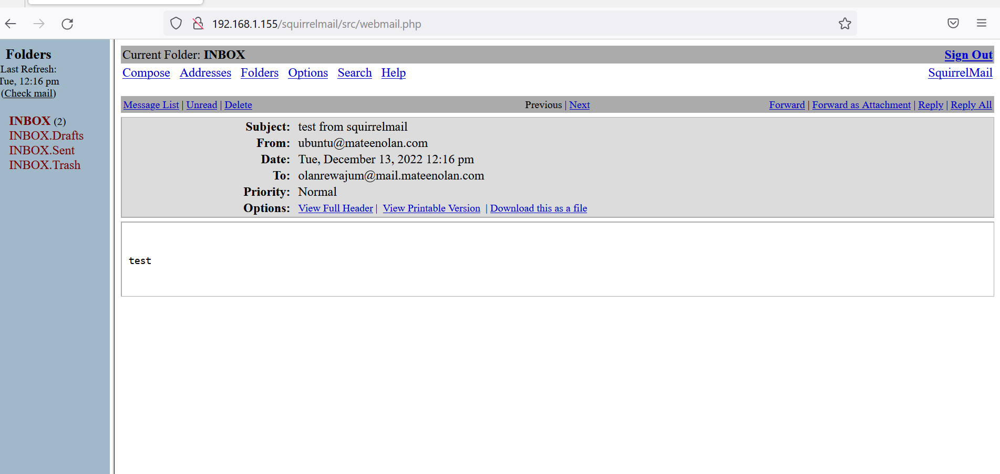 192.168.1.155/squirrelmail/src/webmail.php
Folders
Last Refresh:
Tue, 12:16 pm
(Check mail)
INBOX (2)
INBOX.Drafts
INBOX.Sent
INBOX.Trash
Current Folder: INBOX Sign Out
Compose Addresses Folders Options Search Help SquirrelMail
Message List | Unread | Delete Previous | Next Forward | Forward as Attachment | Reply | Reply All
Subject: test from squirrelmail
From: ubuntu@mateenolan.com
Date: Tue, December 13, 2022 12:16 pm
To: olanrewajum@mail.mateenolan.com
Priority: Normal
Options: View Full Header | View Printable Version | Download this as a file
test